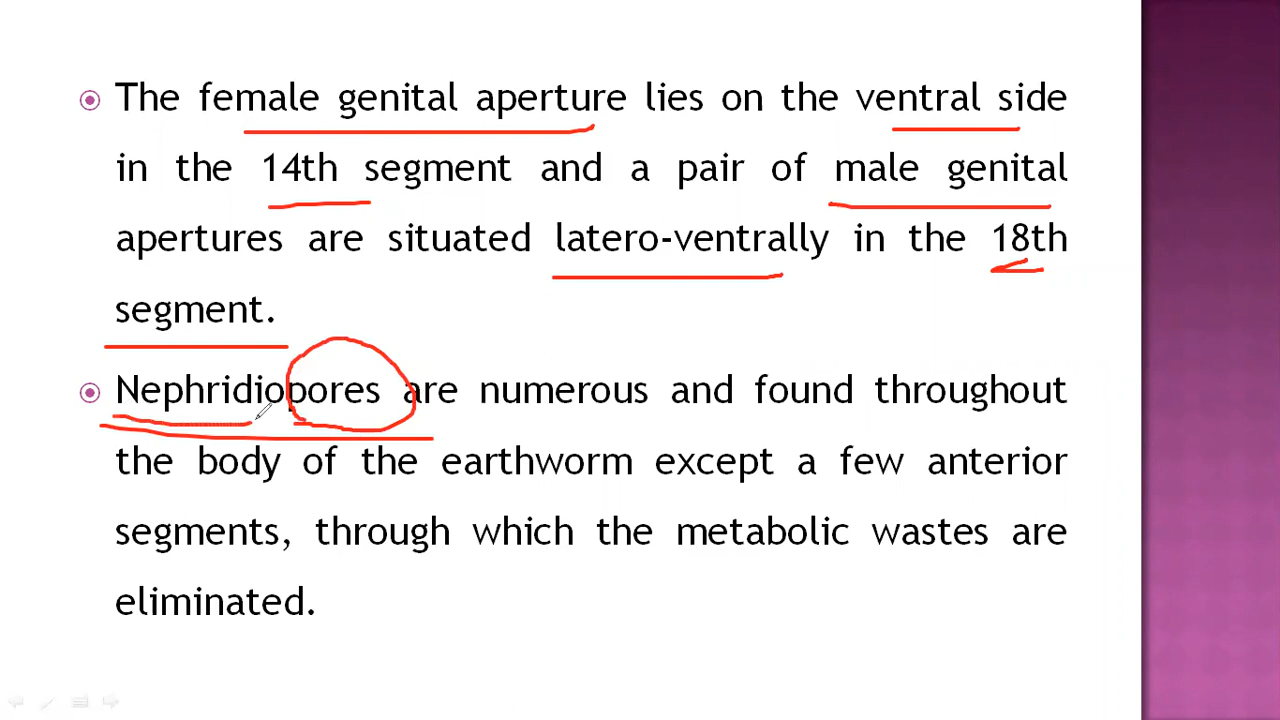 The female genital aperture lies on the ventral side
in the 14th segment and a pair of male genital
apertures are situated latero-ventrally in the 18th
segment.
Nephridiopores are numerous and found throughout
the body of the earthworm except a few anterior
segments, through which the metabolic wastes are
eliminated.